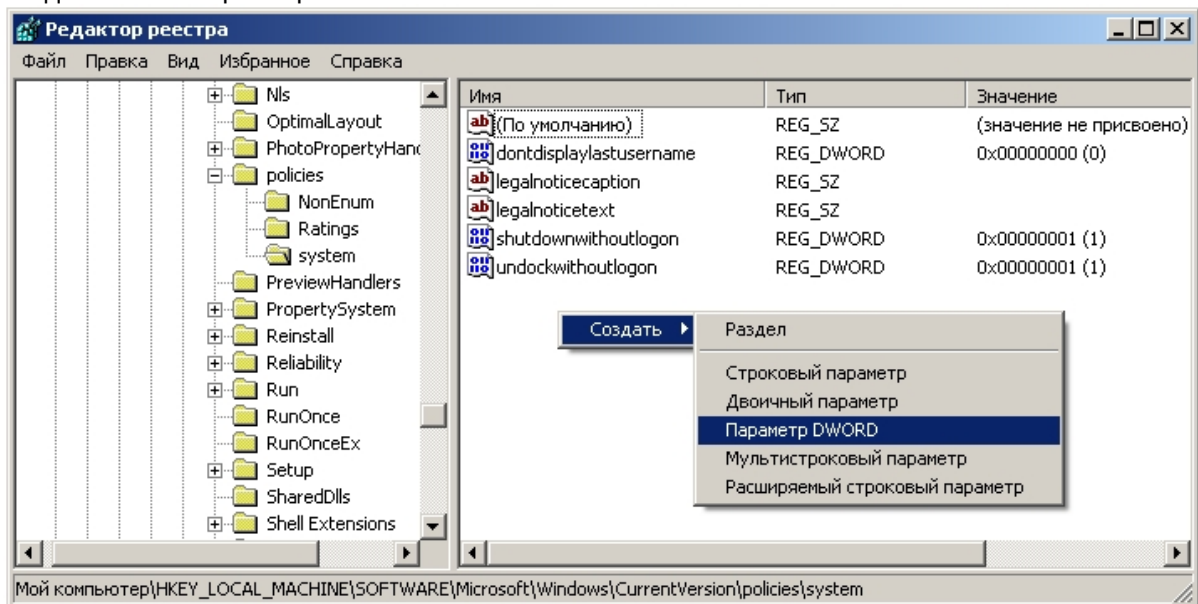 Редактор реестра
Файл Правка Вид Избранное Справка
Nls
OptimalLayout
PhotoPropertyHand
policies
NonEnum
Ratings
system
PreviewHandlers
PropertySystem
Reinstall
Reliability
Run
RunOnce
RunOnceEx
Setup
SharedDlls
Shell Extensions
Имя Тип Значение
(По умолчанию) REG_SZ (значение не присвоено)
dontdisplaylastusername REG_DWORD 0x00000000 (0)
legalnoticecaption REG_SZ
legalnoticetext REG_SZ
shutdownwithoutlogon REG_DWORD 0x00000001 (1)
undockwithoutlogon REG_DWORD 0x00000001 (1)
Создать
Раздел
Строковый параметр
Двоичный параметр
Параметр DWORD
Мультистроковый параметр
Расширяемый строковый параметр
Мой компьютер\HKEY_LOCAL_MACHINE\SOFTWARE\Microsoft\Windows\CurrentVersion\policies\system